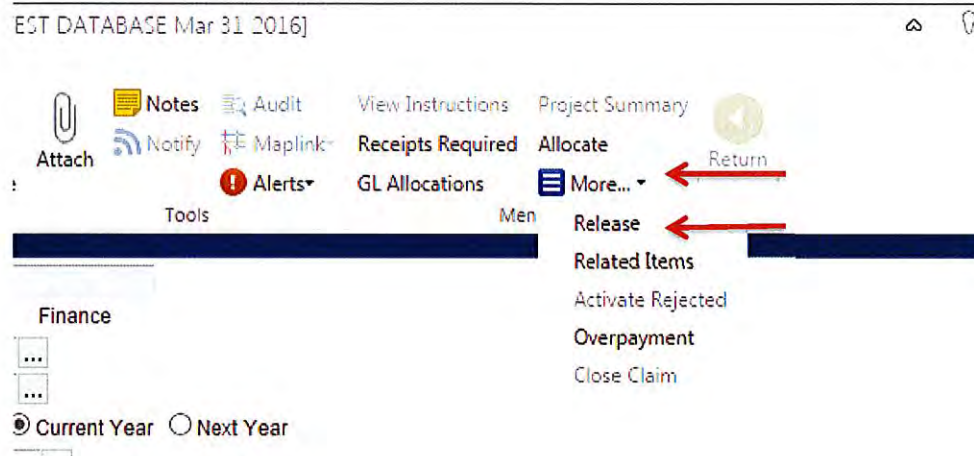 EST DATABASE Mar 31 2016]
Notes Audit View Instructions Project Summary
Attach Notify Maplink Receipts Required Allocate Return
Alerts GL Allocations More...
Tools Men
Release
Related Items
Activate Rejected
Overpayment
Close Claim
Finance
...
...
Current Year Next Year